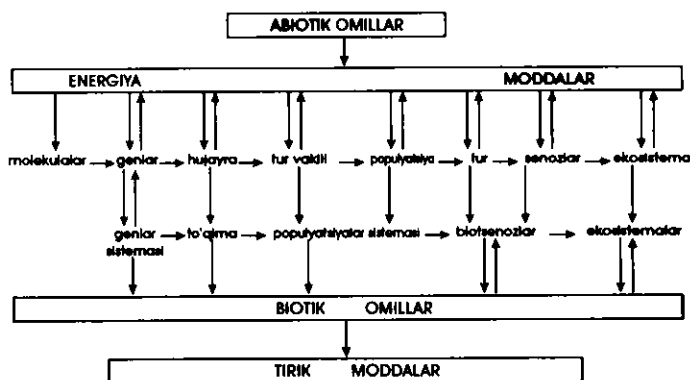 ABIOTIK OMILLAR
ENERGIYA MODDALAR
molekulalar genlar hujayra tur vakili populyatsiya tur senozlar ekosistema
genlar to'qima populyatsiyalar sistemasi biotsenozlar ekosistemalar
sistemasi
BIOTIK OMILLAR
TIRIK MODDALAR